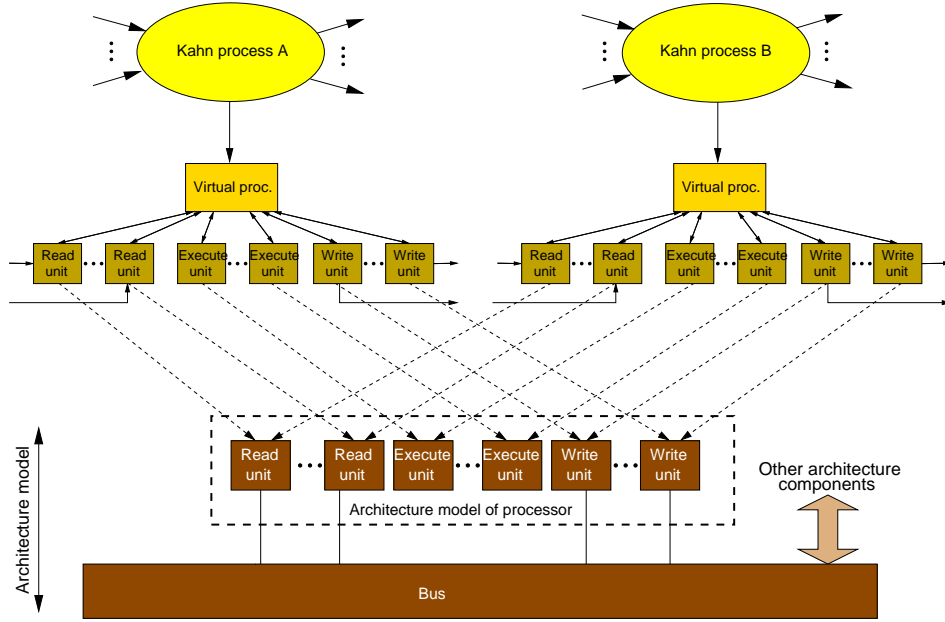 Kahn process A
Kahn process B
Virtual proc.
Virtual proc.
Read
unit
Read
unit
Execute
unit
Execute
unit
Write
unit
Write
unit
Read
unit
Read
unit
Execute
unit
Execute
unit
Write
unit
Write
unit
Architecture model
Read
unit
Read
unit
Execute
unit
Execute
unit
Write
unit
Write
unit
Architecture model of processor
Other architecture
components
Bus